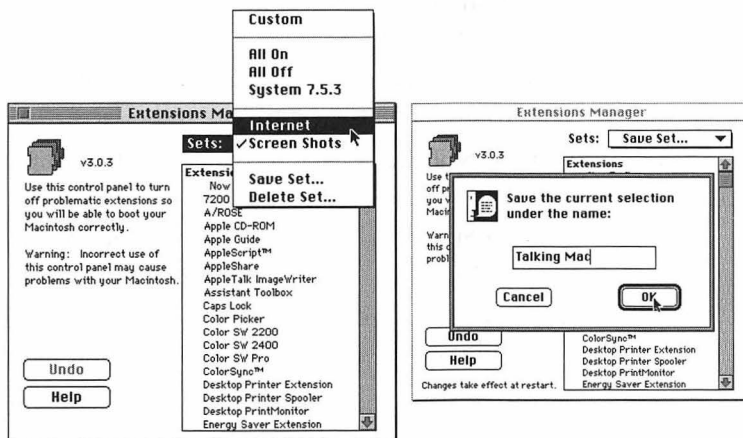 Custom
All On
All Off
System 7.5.3
Internet
✓Screen Shots
Save Set...
Delete Set...
Extensions Ma
v3.0.3
Use this control panel to turn
off problematic extensions so
you will be able to boot your
Macintosh correctly.
Warning: Incorrect use of
this control panel may cause
problems with your Macintosh.
Undo
Help
Sets:
Extensi
Now
7200
A/ROSE
Apple CD-ROM
Apple Guide
AppleScript™
AppleShare
AppleTalk ImageWriter
Assistant Toolbox
Caps Lock
Color Picker
Color SW 2200
Color SW 2400
Color SW Pro
ColorSync™
Desktop Printer Extension
Desktop Printer Spooler
Desktop PrintMonitor
Energy Saver Extension
Extensions Manager
v3.0.3
Sets: Save Set...
Extensions
Save the current selection
under the name:
Talking Mac
Cancel
OK
Undo
Help
Changes take effect at restart.
ColorSync™
Desktop Printer Extension
Desktop Printer Spooler
Desktop PrintMonitor
Energy Saver Extension